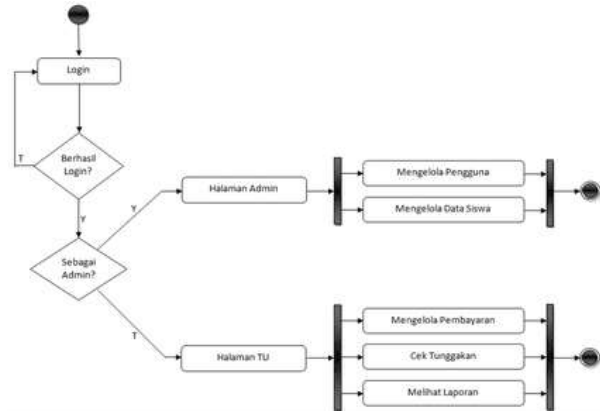 Login
T
Berhasil
Login?
Y
Sebagai
Admin?
Y
Halaman Admin
Mengelola Pengguna
Mengelola Data Siswa
T
Halaman TU
Mengelola Pembayaran
Cek Tunggakan
Melihat Laporan